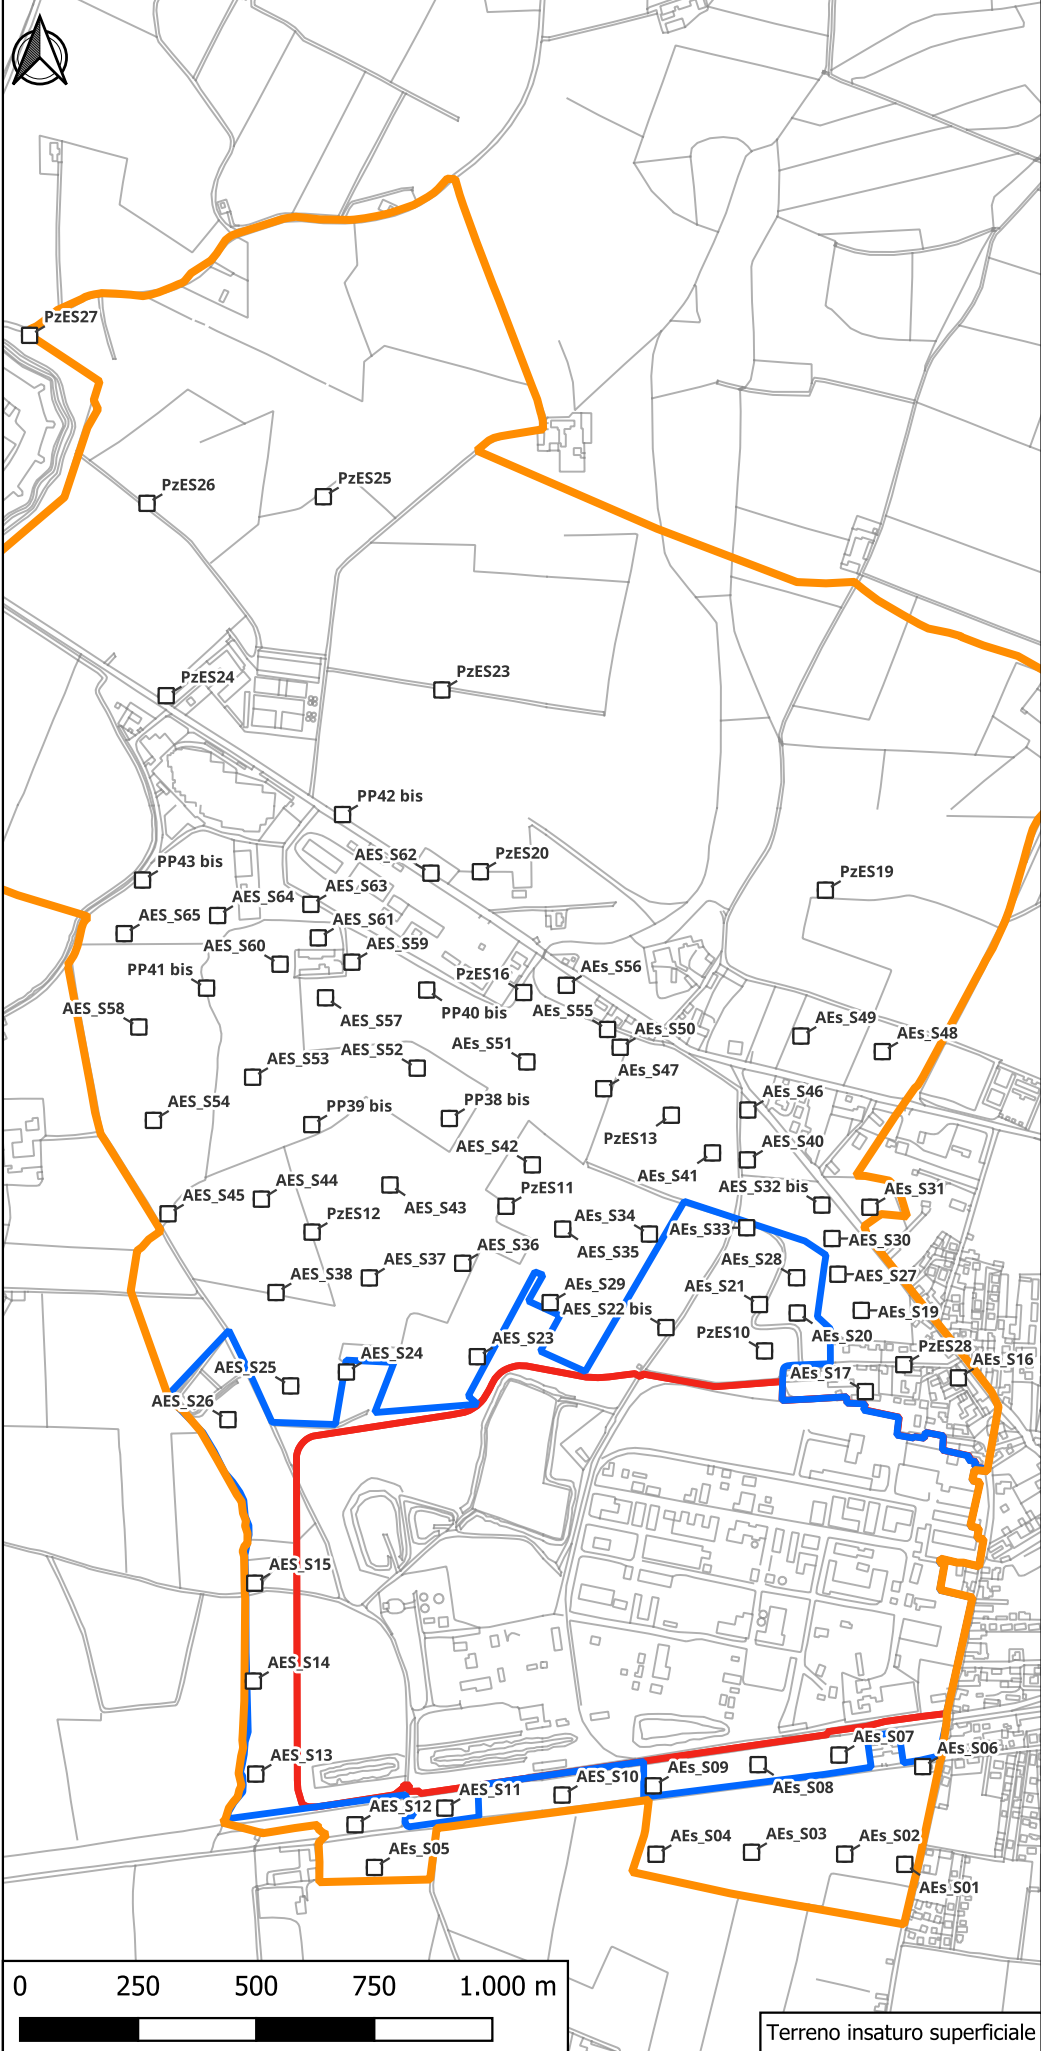 PzES27
PzES26
PzES25
PzES24
PzES23
PP42 bis
AES_S62
PzES20
PP43 bis
AES_S63
PzES19
AES_S64
AES_S65
AES_S61
AES_S60
AES_S59
PP41 bis
PzES16
AEs_S56
AES_S58
AES_S57
PP40 bis
AEs_S55
AEs_S50
AEs_S49
AEs_S48
AES_S53
AES_S52
AEs_S51
AEs_S47
AEs_S46
AES_S54
PP39 bis
PP38 bis
PzES13
AES_S40
AES_S42
AES_S41
AES_S45
AES_S44
AES_S43
PzES11
AES_S32 bis
AEs_S31
PzES12
AEs_S34
AES_S35
AEs_S33
AES_S30
AES_S38
AES_S37
AES_S36
AEs_S28
AES_S27
AEs_S29
AEs_S21
AES_S22 bis
AEs_S19
AEs_S20
PzES10
AES_S23
PzES28
AES_S25
AES_S24
AEs_S17
AEs_S16
AES_S26
AES_S15
AES_S14
AES_S13
AEs_S07
AEs_S06
AES_S12
AES_S11
AES_S10
AEs_S09
AEs_S08
AEs_S05
AEs_S04
AEs_S03
AEs_S02
AEs_S01
0 250 500 750 1.000 m
Terreno insaturo superficiale